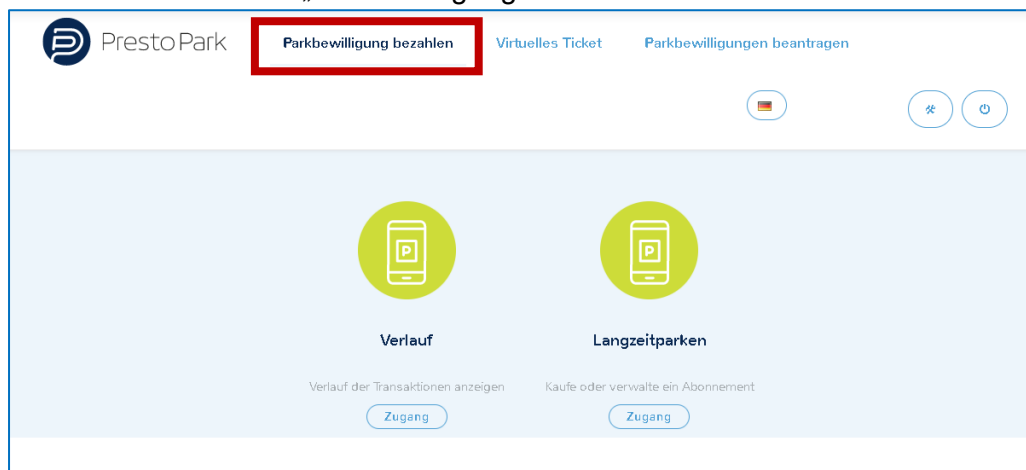 Presto Park
Parkbewilligung bezahlen Virtuelles Ticket Parkbewilligungen beantragen
P P
Verlauf Langzeitparken
Verlauf der Transaktionen anzeigen Kaufe oder verwalte ein Abonnement
Zugang Zugang